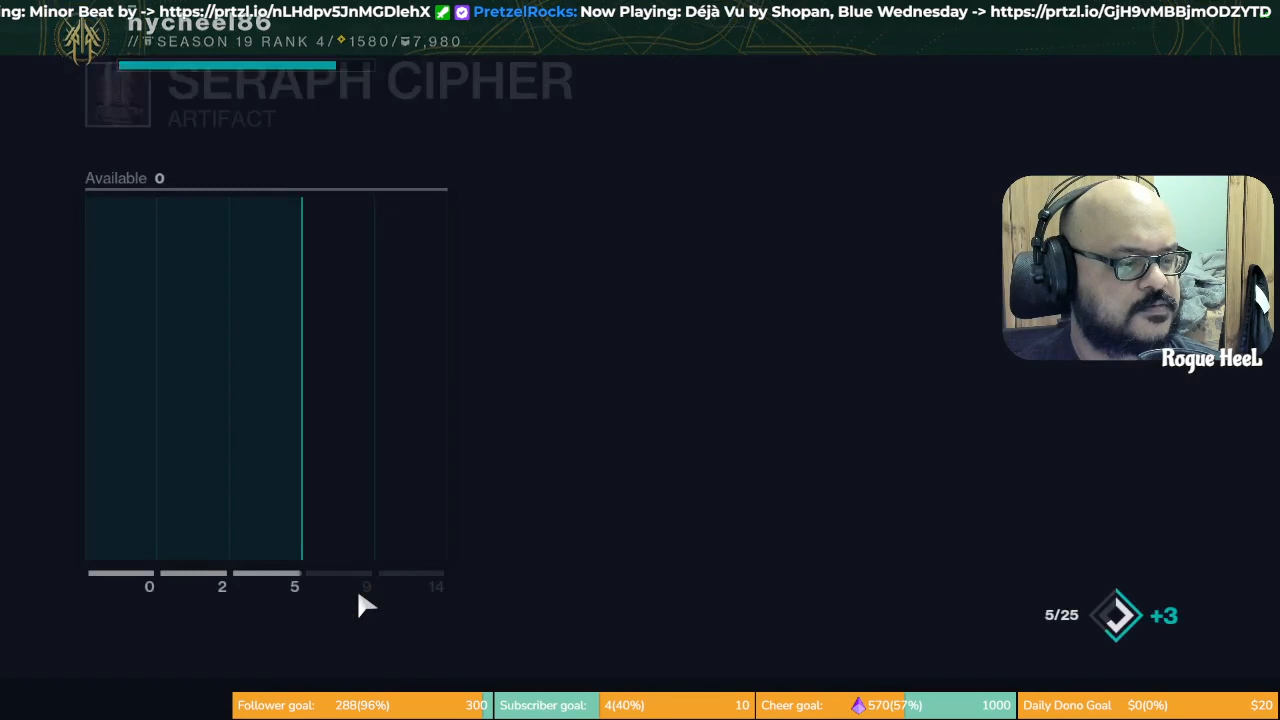 ing: Minor Beat by -> https://prtzl.io/nLHdpv5JnMGDlehX PretzelRocks: Now Playing: Déjà Vu by Shopan, Blue Wednesday -> https://prtzl.io/GjH9vMBBjmODZYTD
nycheel86
// SEASON 19 RANK 4/ 1580/ 7,980
SERAPH CIPHER
ARTIFACT
Available 0
Rogue HeeL
0 2 5 9 14
5/25 +3
Follower goal: 288(96%) 300 Subscriber goal: 4(40%) 10 Cheer goal: 570(57%) 1000 Daily Dono Goal $0(0%) $20